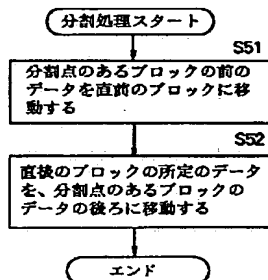 分割処理スタート
S51
分割点のあるブロックの前の
データを直前のブロックに移
動する
S52
直後のブロックの所定のデータ
を、分割点のあるブロックの
データの後ろに移動する
エンド